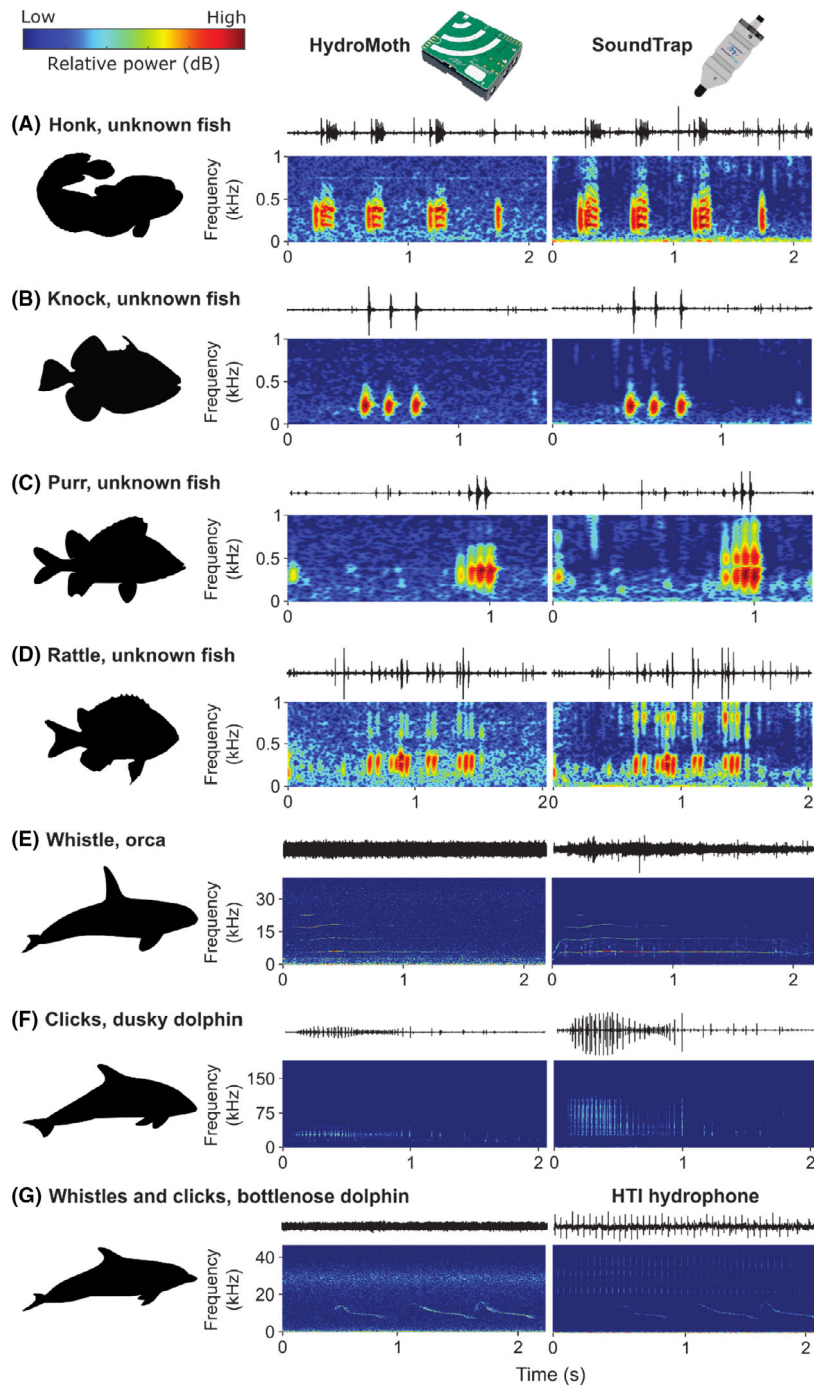 Low High
Relative power (dB)
HydroMoth SoundTrap
(A) Honk, unknown fish
Frequency
(kHz)
1
0.5
0
0 1 2 0 1 2
(B) Knock, unknown fish
Frequency
(kHz)
1
0.5
0
0 1 0 1
(C) Purr, unknown fish
Frequency
(kHz)
1
0.5
0
0 1 0 1
(D) Rattle, unknown fish
Frequency
(kHz)
1
0.5
0
0 1 20 1 2
(E) Whistle, orca
Frequency
(kHz)
30
15
0
0 1 2 0 1 2
(F) Clicks, dusky dolphin
Frequency
(kHz)
150
75
0
0 1 2 0 1 2
(G) Whistles and clicks, bottlenose dolphin HTI hydrophone
Frequency
(kHz)
40
20
0
0 1 2 0 1 2
Time (s)